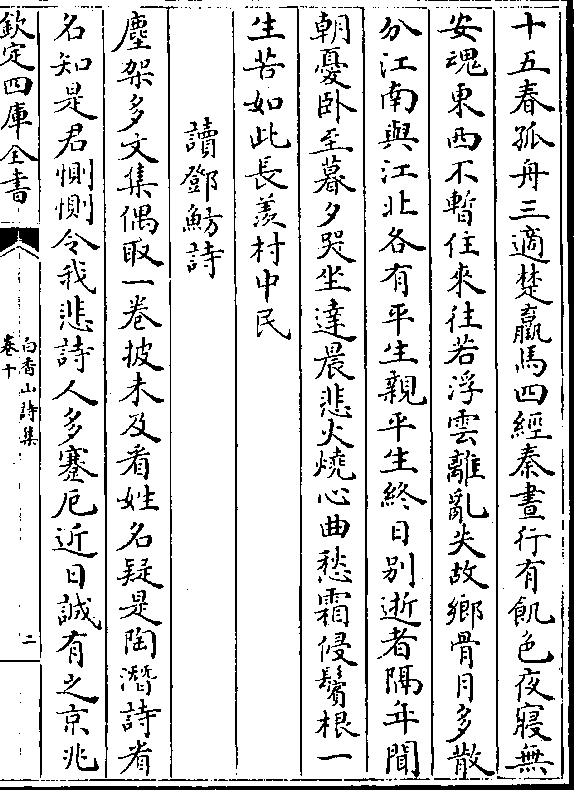 十五春孤舟三適楚羸馬四經秦晝行有飢色夜寢無
安魂東西不暫住來往若浮雲離亂失故鄉骨月多散
分江南與江北各有平生親平生終日别逝者隔年聞
朝憂卧至暮夕哭坐達晨悲火燒心曲愁霜侵鬢根一
生苦如此長羨村中民
讀鄧魴詩
塵架多文集偶取一卷披未及看姓名疑是陶潛詩看
名知是君惻惻令我悲詩人多蹇厄近日誠有之京兆
欽定四庫全書
白香山詩集
卷十
二